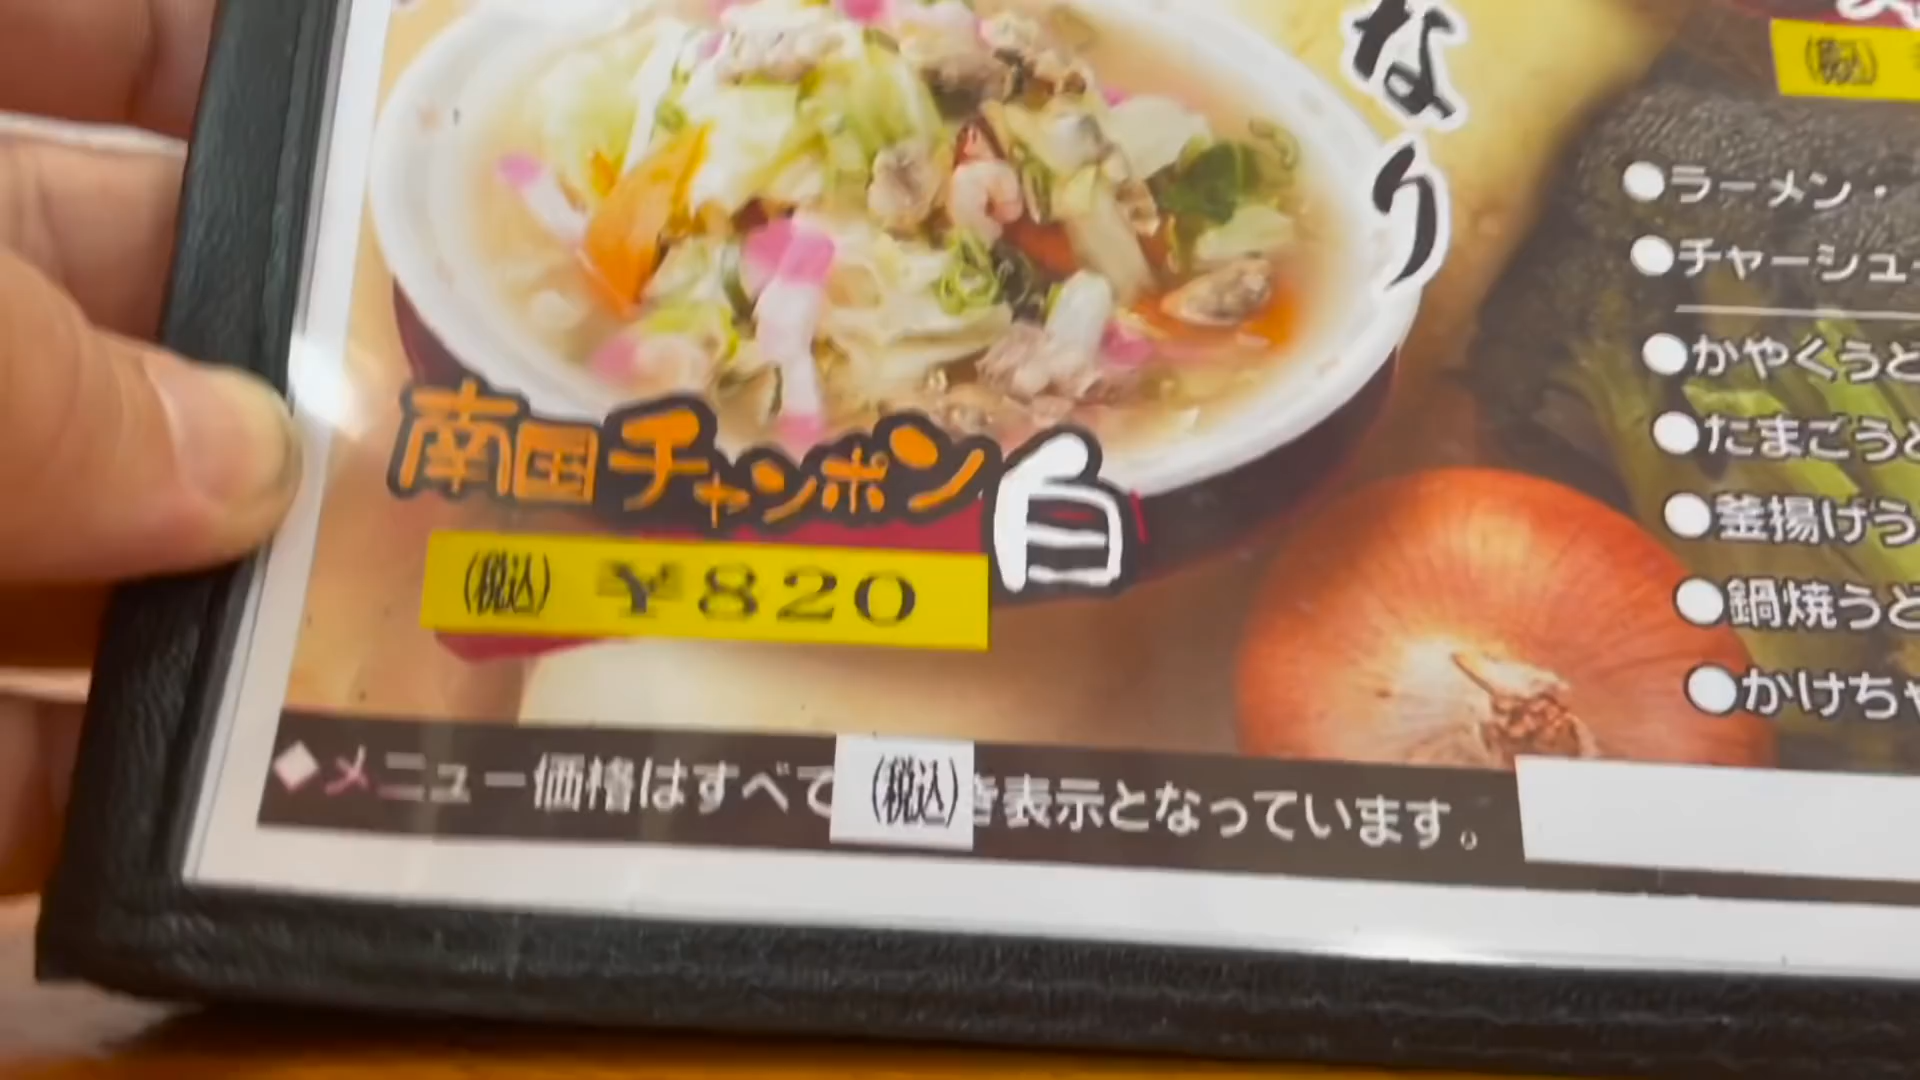 なり
南国チャンポン白
(税込) ¥820
(税込)
●ラーメン・
●チャーシュー
●かやくうど
●たまごうど
●釜揚げう
●鍋焼うど
●かけちゃ
◆メニュー価格はすべて(税込)き表示となっています。